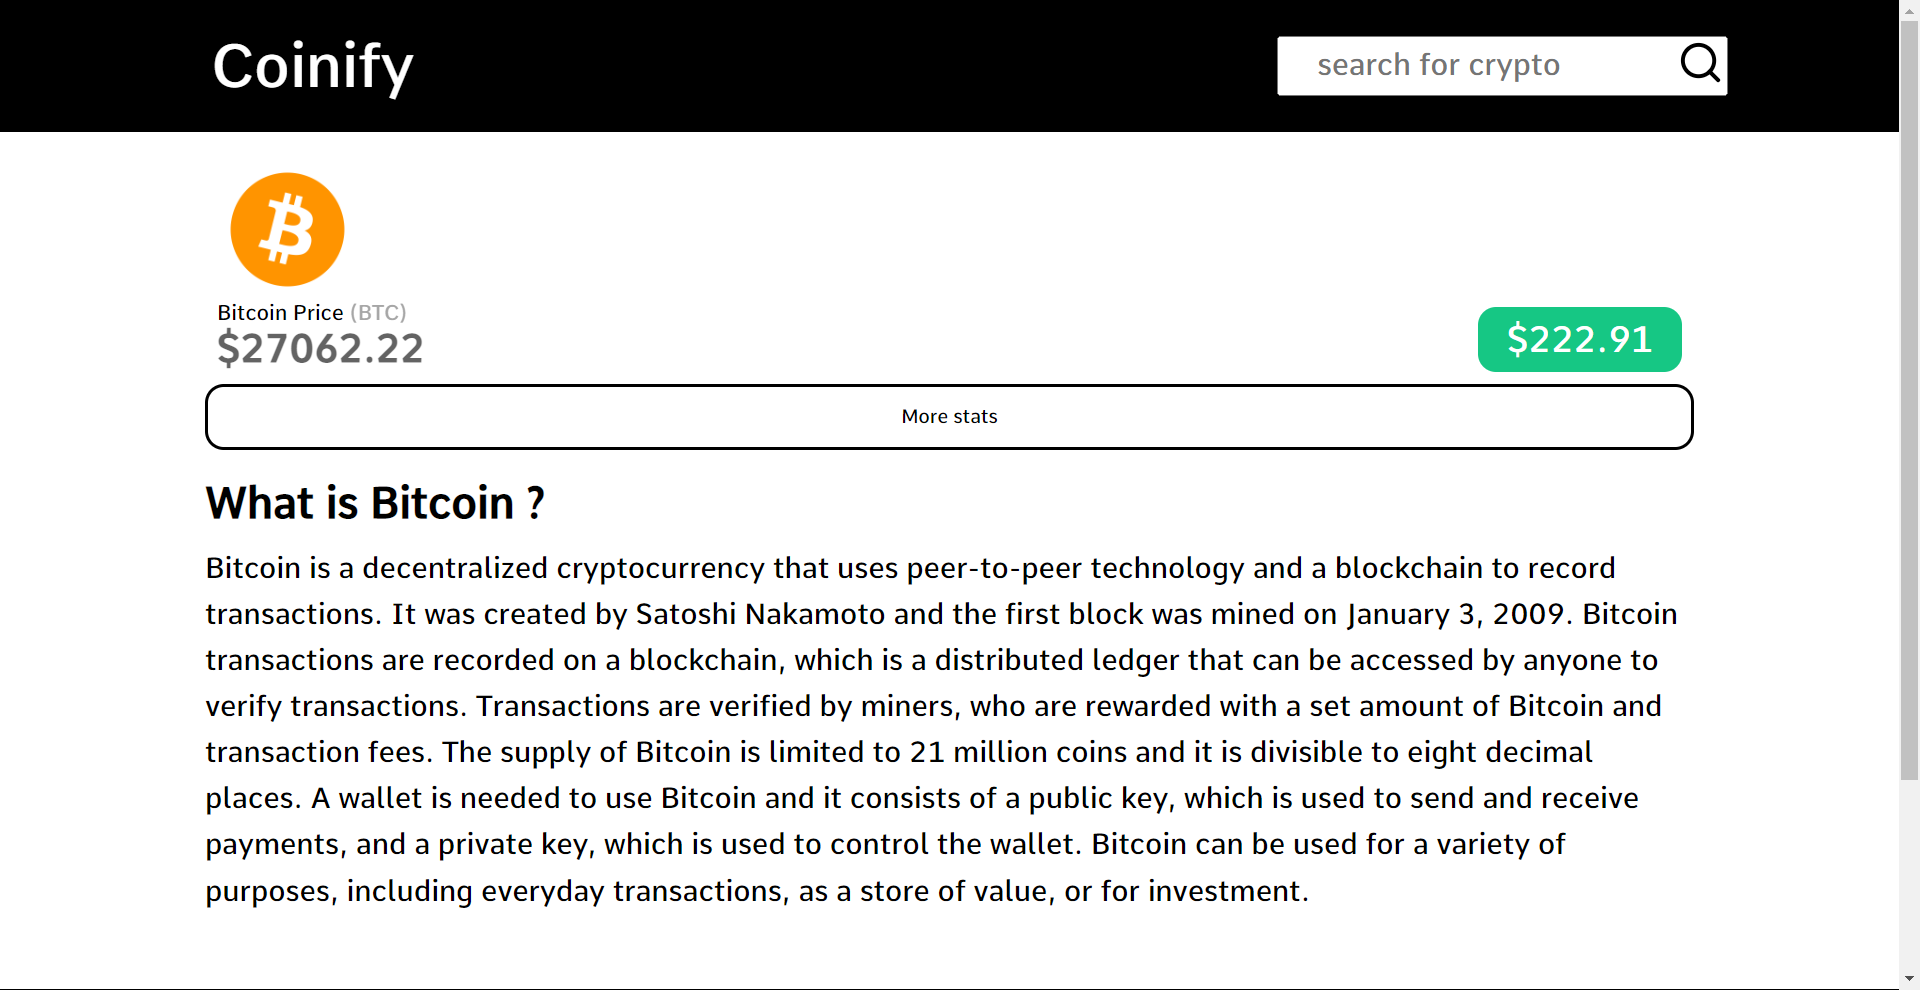 Coinify
search for crypto
Bitcoin Price (BTC)
$27062.22
$222.91
More stats
What is Bitcoin ?
Bitcoin is a decentralized cryptocurrency that uses peer-to-peer technology and a blockchain to record
transactions. It was created by Satoshi Nakamoto and the first block was mined on January 3, 2009. Bitcoin
transactions are recorded on a blockchain, which is a distributed ledger that can be accessed by anyone to
verify transactions. Transactions are verified by miners, who are rewarded with a set amount of Bitcoin and
transaction fees. The supply of Bitcoin is limited to 21 million coins and it is divisible to eight decimal
places. A wallet is needed to use Bitcoin and it consists of a public key, which is used to send and receive
payments, and a private key, which is used to control the wallet. Bitcoin can be used for a variety of
purposes, including everyday transactions, as a store of value, or for investment.